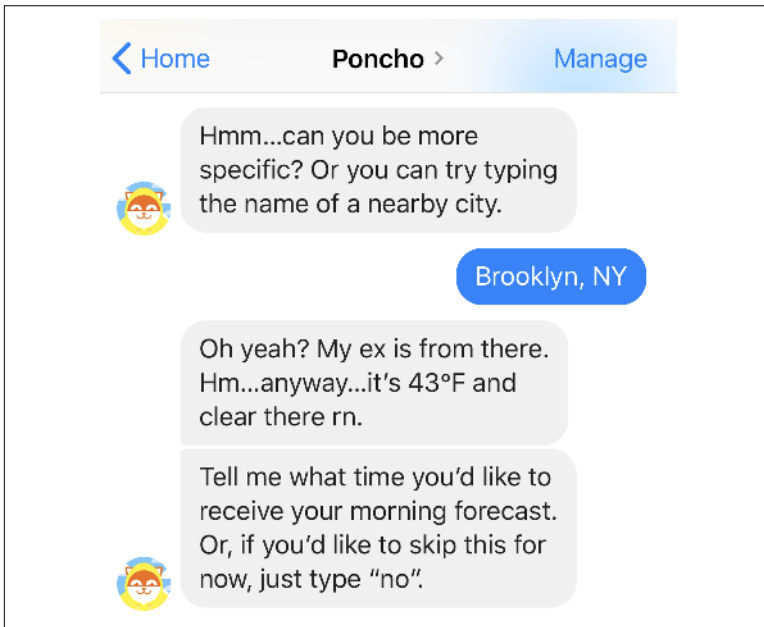 Home
Poncho
Manage
Hmm...can you be more
specific? Or you can try typing
the name of a nearby city.
Brooklyn, NY
Oh yeah? My ex is from there.
Hm...anyway...it's 43°F and
clear there rn.
Tell me what time you'd like to
receive your morning forecast.
Or, if you'd like to skip this for
now, just type “no”.